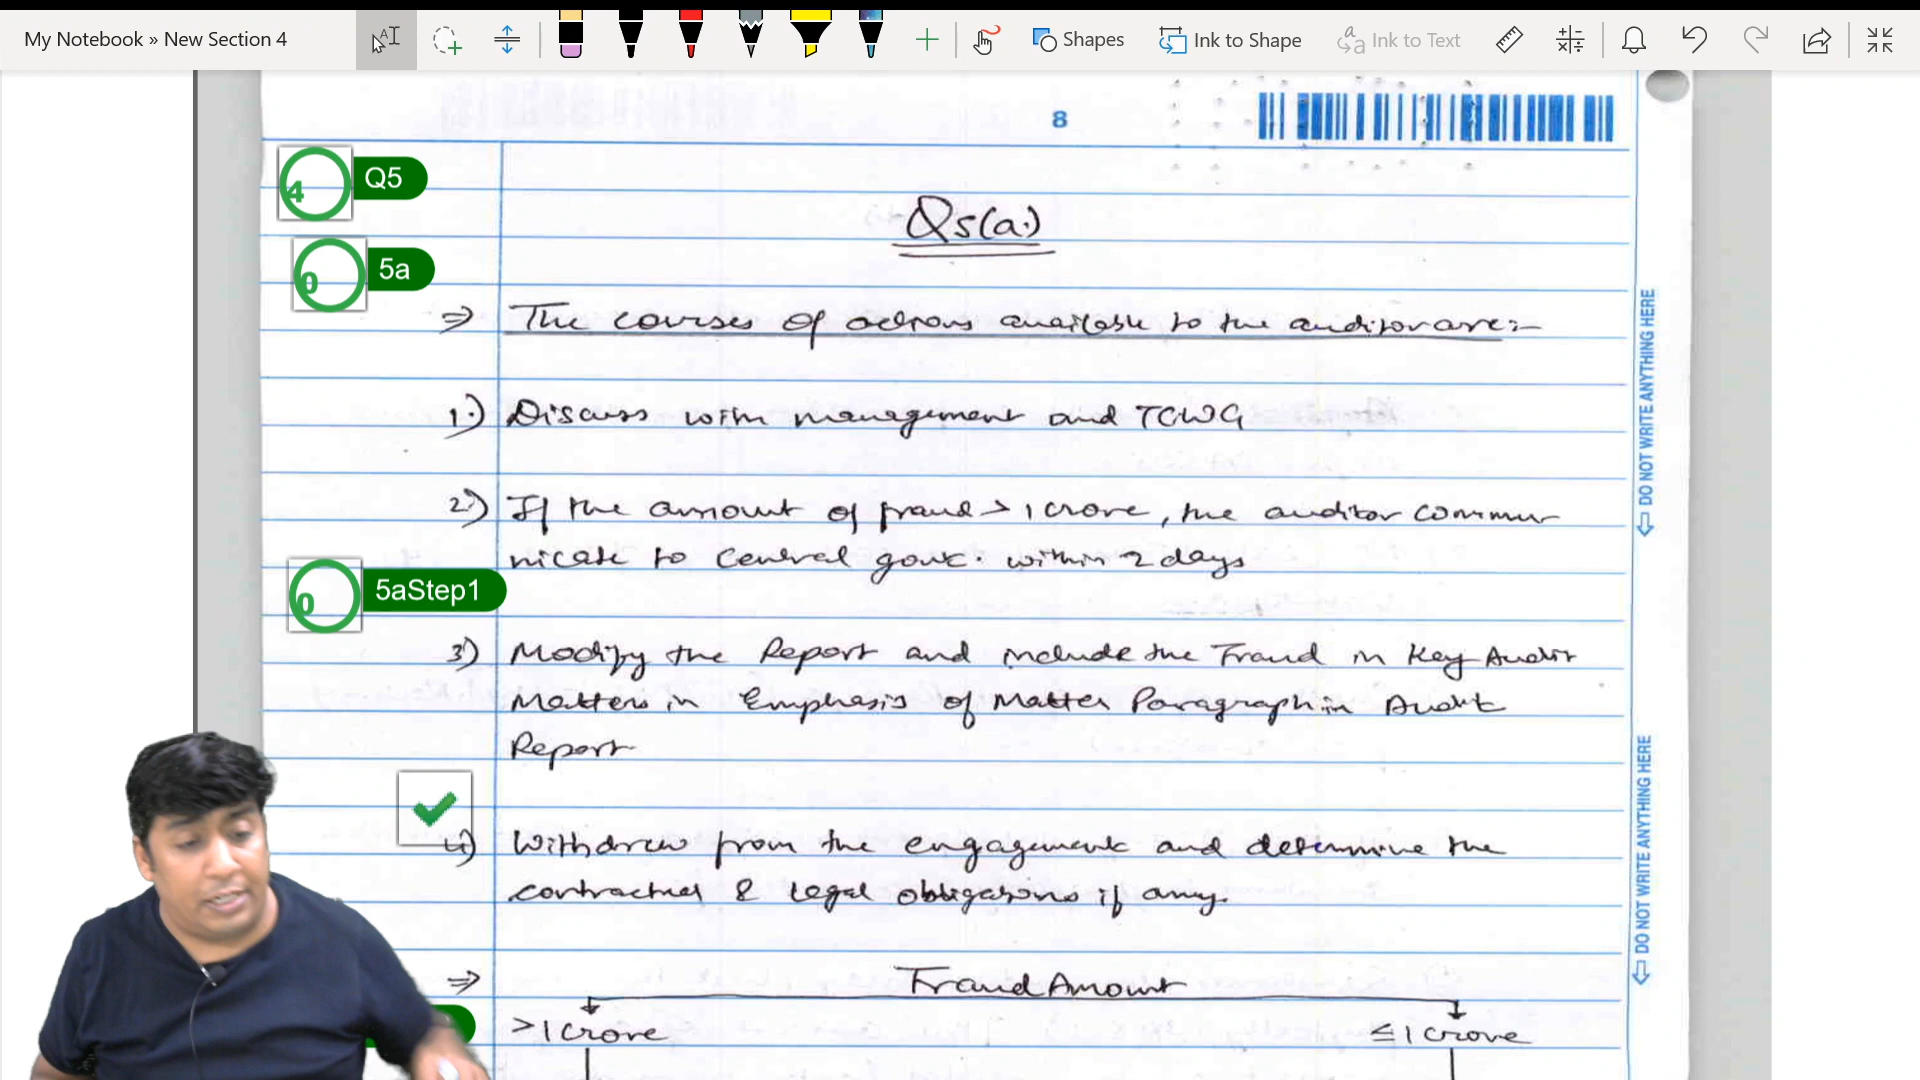 My Notebook » New Section 4
Shapes
Ink to Shape
Ink to Text
8
4 Q5
Q5(a.)
0 5a
⇒ The courses of actions available to the auditor are:-
1.) Discuss with management and TCWG
2.) If the amount of fraud > 1 crore, the auditor commun
nicate to Central govt. within 2 days
0 5aStep1
3) Modify the Report and include the Fraud in Key Audit
Matters in Emphasis of Matter Paragraph in Audit
Report
4) Withdrew from the engagement and determine the
contractual & legal obligations if any.
⇒ Fraud Amount
>1 crore ≤1 crore
DO NOT WRITE ANYTHING HERE
DO NOT WRITE ANYTHING HERE